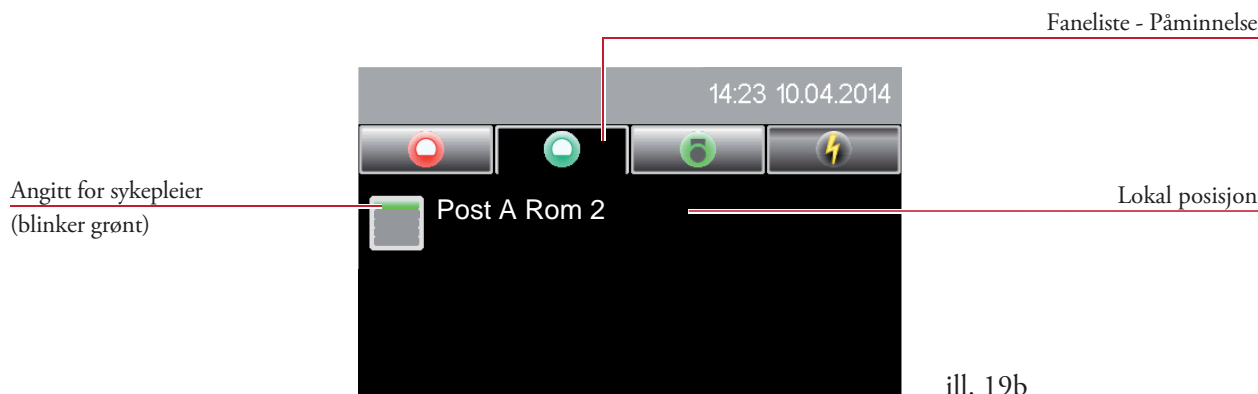 Faneliste - Påminnelse
14:23 10.04.2014
Angitt for sykepleier
(blinker grønt)
Post A Rom 2
Lokal posisjon
ill. 19b